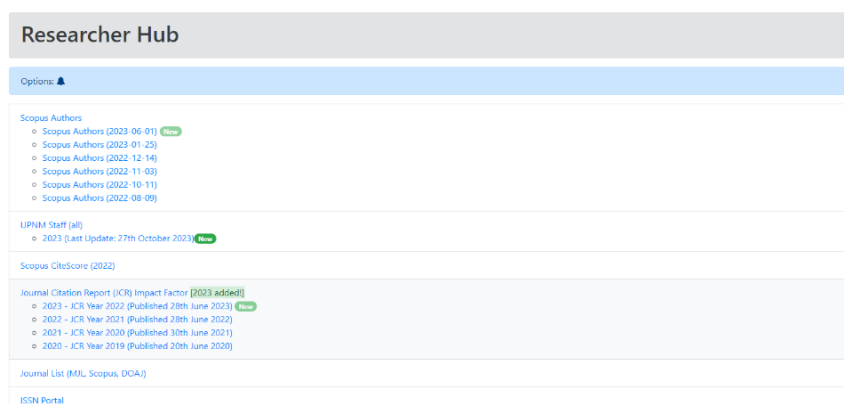 Researcher Hub
Options:
Scopus Authors
Scopus Authors (2023-06-01) New
Scopus Authors (2023-01-25)
Scopus Authors (2022-12-14)
Scopus Authors (2022-11-03)
Scopus Authors (2022-10-11)
Scopus Authors (2022-08-09)
UPNM Staff (all)
2023 (Last Update: 27th October 2023) New
Scopus CiteScore (2022)
Journal Citation Report (JCR) Impact Factor [2023 added!]
2023 - JCR Year 2022 (Published 28th June 2023) New
2022 - JCR Year 2021 (Published 28th June 2022)
2021 - JCR Year 2020 (Published 30th June 2021)
2020 - JCR Year 2019 (Published 20th June 2020)
Journal List (MJL, Scopus, DOAJ)
ISSN Portal